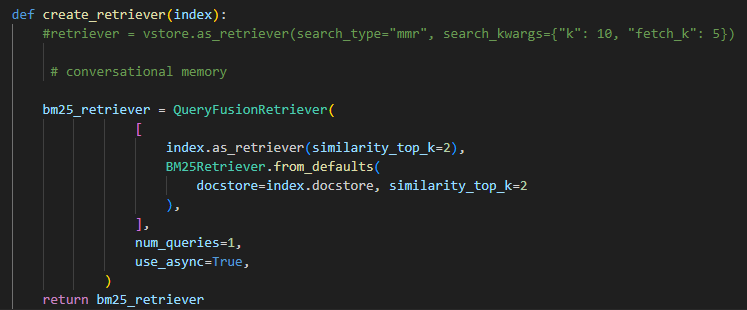 def create_retriever(index):
    #retriever = vstore.as_retriever(search_type="mmr", search_kwargs={"k": 10, "fetch_k": 5})
     # conversational memory
    bm25_retriever = QueryFusionRetriever(
                [
                    index.as_retriever(similarity_top_k=2),
                    BM25Retriever.from_defaults(
                        docstore=index.docstore, similarity_top_k=2
                    ),
                ],
                num_queries=1,
                use_async=True,
            )
    return bm25_retriever